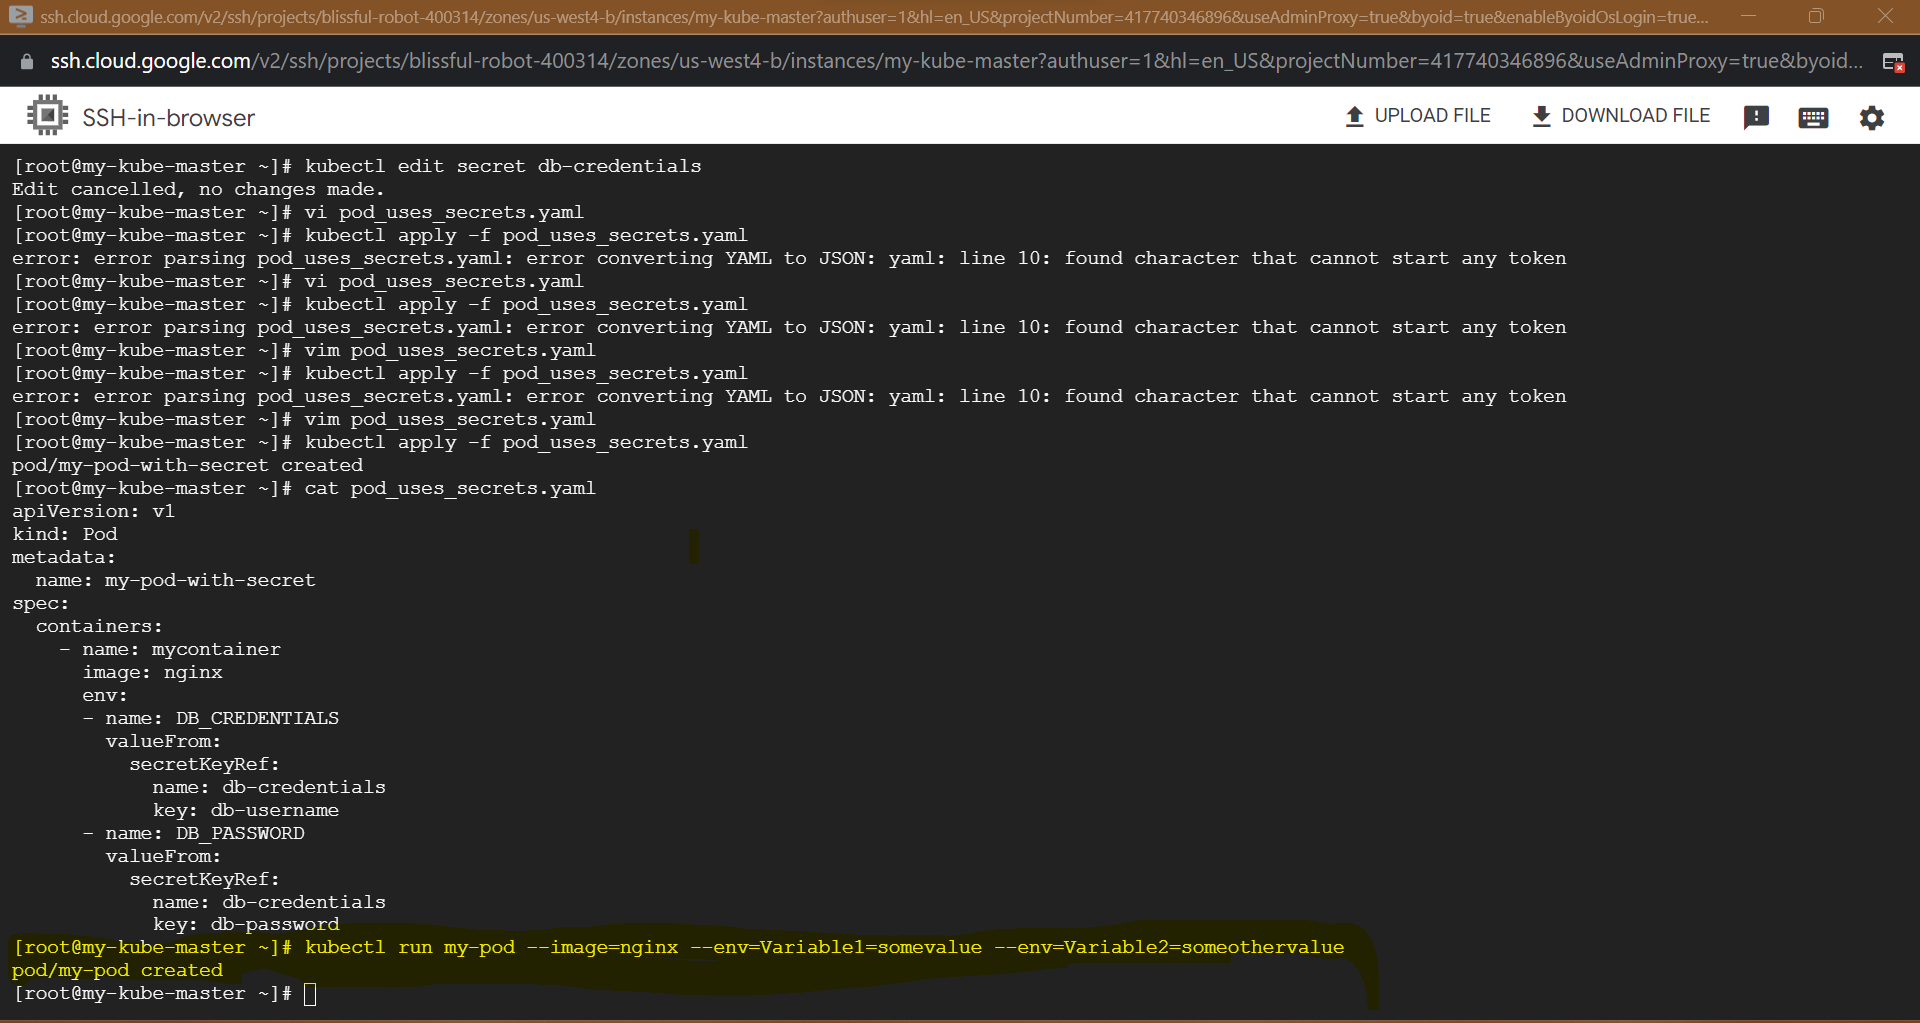 ssh.cloud.google.com/v2/ssh/projects/blissful-robot-400314/zones/us-west4-b/instances/my-kube-master?authuser=1&hl=en_US&projectNumber=417740346896&useAdminProxy=true&byoid=true&enableByoidOsLogin=true...
ssh.cloud.google.com/v2/ssh/projects/blissful-robot-400314/zones/us-west4-b/instances/my-kube-master?authuser=1&hl=en_US&projectNumber=417740346896&useAdminProxy=true&byoid...
SSH-in-browser UPLOAD FILE DOWNLOAD FILE
[root@my-kube-master ~]# kubectl edit secret db-credentials
Edit cancelled, no changes made.
[root@my-kube-master ~]# vi pod_uses_secrets.yaml
[root@my-kube-master ~]# kubectl apply -f pod_uses_secrets.yaml
error: error parsing pod_uses_secrets.yaml: error converting YAML to JSON: yaml: line 10: found character that cannot start any token
[root@my-kube-master ~]# vi pod_uses_secrets.yaml
[root@my-kube-master ~]# kubectl apply -f pod_uses_secrets.yaml
error: error parsing pod_uses_secrets.yaml: error converting YAML to JSON: yaml: line 10: found character that cannot start any token
[root@my-kube-master ~]# vim pod_uses_secrets.yaml
[root@my-kube-master ~]# kubectl apply -f pod_uses_secrets.yaml
error: error parsing pod_uses_secrets.yaml: error converting YAML to JSON: yaml: line 10: found character that cannot start any token
[root@my-kube-master ~]# vim pod_uses_secrets.yaml
[root@my-kube-master ~]# kubectl apply -f pod_uses_secrets.yaml
pod/my-pod-with-secret created
[root@my-kube-master ~]# cat pod_uses_secrets.yaml
apiVersion: v1
kind: Pod
metadata:
  name: my-pod-with-secret
spec:
  containers:
    - name: mycontainer
      image: nginx
      env:
      - name: DB_CREDENTIALS
        valueFrom:
          secretKeyRef:
            name: db-credentials
            key: db-username
      - name: DB_PASSWORD
        valueFrom:
          secretKeyRef:
            name: db-credentials
            key: db-password
[root@my-kube-master ~]# kubectl run my-pod --image=nginx --env=Variable1=somevalue --env=Variable2=someothervalue
pod/my-pod created
[root@my-kube-master ~]#